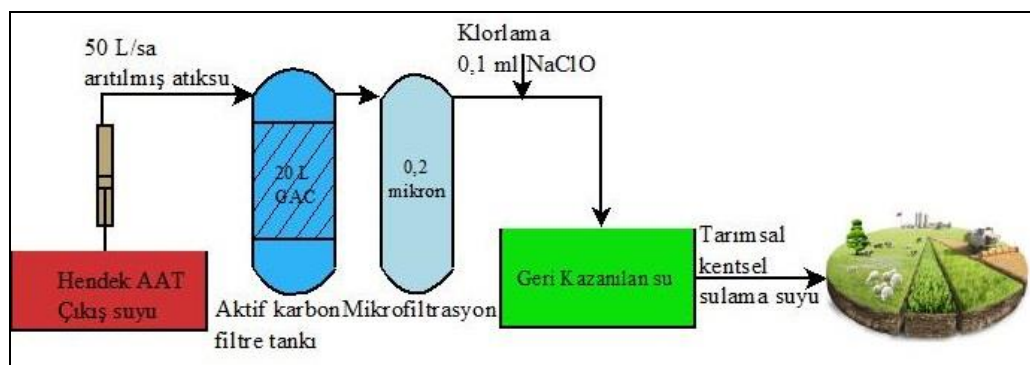 50 L/sa
arıtılmış atıksu
Klorlama
0,1 ml NaClO
20 L
GAC
0,2
mikron
Hendek AAT
Çıkış suyu
Aktif karbon
filtre tankı
Mikrofiltrasyon
Geri Kazanılan su
Tarımsal
kentsel
sulama suyu